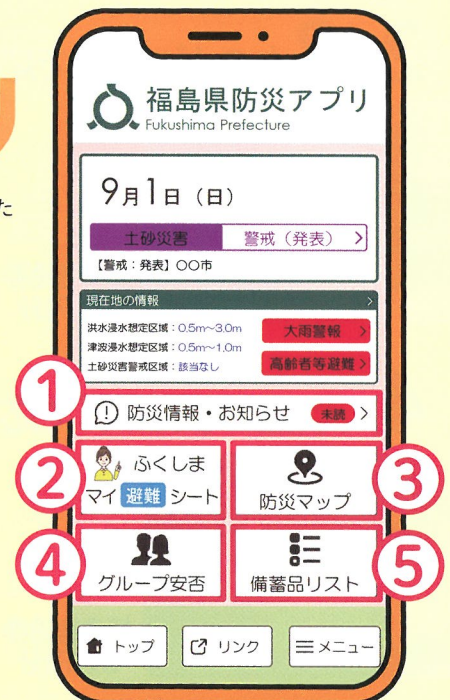 た
福島県防災アプリ
Fukushima Prefecture
9月1日（日）
土砂災害 警戒（発表） >
【警戒：発表】〇〇市
現在地の情報 >
洪水浸水想定区域：0.5m～3.0m 大雨警報 >
津波浸水想定区域：0.5m～1.0m
土砂災害警戒区域：該当なし 高齢者等避難 >
① 防災情報・お知らせ 未読 >
② ふくしま
マイ 避難 シート
③ 防災マップ
④ グループ安否
⑤ 備蓄品リスト
トップ リンク メニュー